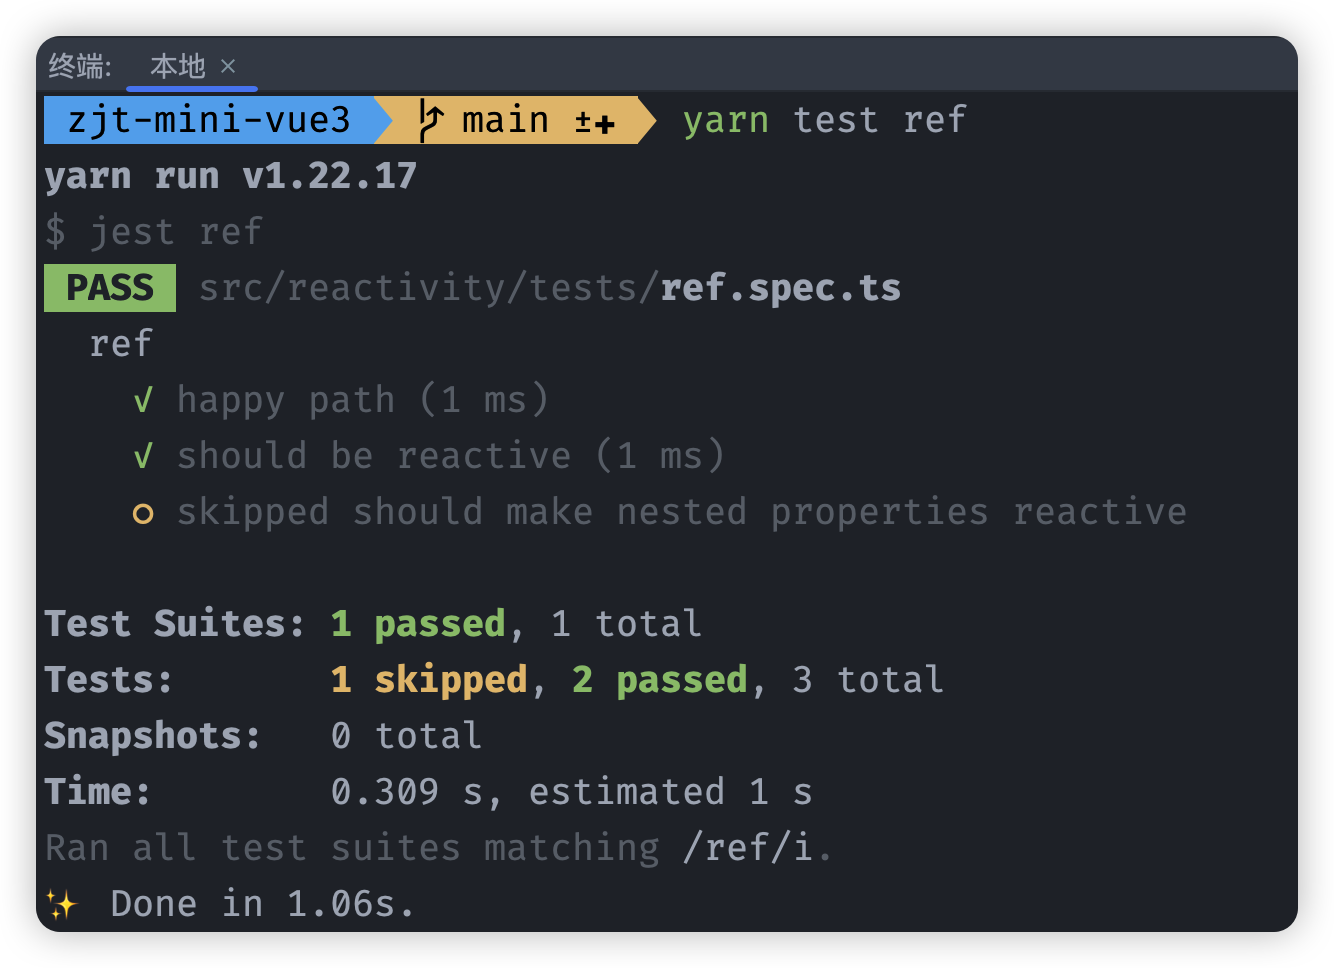 终端: 本地 ×
zjt-mini-vue3 main ±✚ yarn test ref
yarn run v1.22.17
$ jest ref
PASS src/reactivity/tests/ref.spec.ts
ref
√ happy path (1 ms)
√ should be reactive (1 ms)
○ skipped should make nested properties reactive
Test Suites: 1 passed, 1 total
Tests: 1 skipped, 2 passed, 3 total
Snapshots: 0 total
Time: 0.309 s, estimated 1 s
Ran all test suites matching /ref/i.
✨ Done in 1.06s.